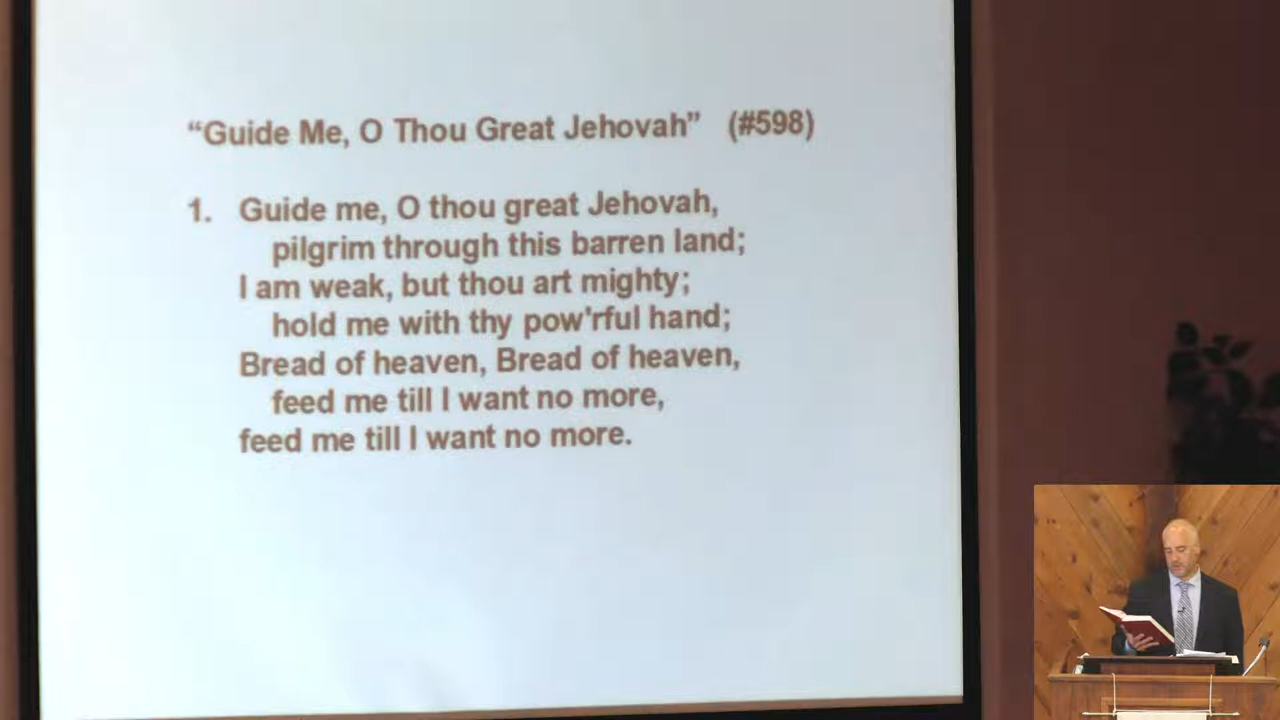 “Guide Me, O Thou Great Jehovah” (#598)
1. Guide me, O thou great Jehovah,
pilgrim through this barren land;
I am weak, but thou art mighty;
hold me with thy pow'rful hand;
Bread of heaven, Bread of heaven,
feed me till I want no more,
feed me till I want no more.